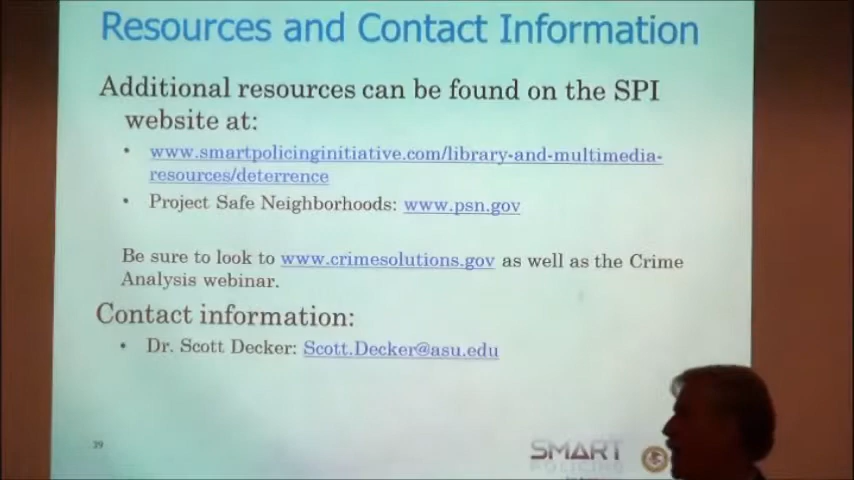 Resources and Contact Information
Additional resources can be found on the SPI
website at:
• www.smartpolicinginitiative.com/library-and-multimedia-
resources/deterrence
• Project Safe Neighborhoods: www.psn.gov
Be sure to look to www.crimesolutions.gov as well as the Crime
Analysis webinar.
Contact information:
• Dr. Scott Decker: Scott.Decker@asu.edu
39
SMART
POLICING